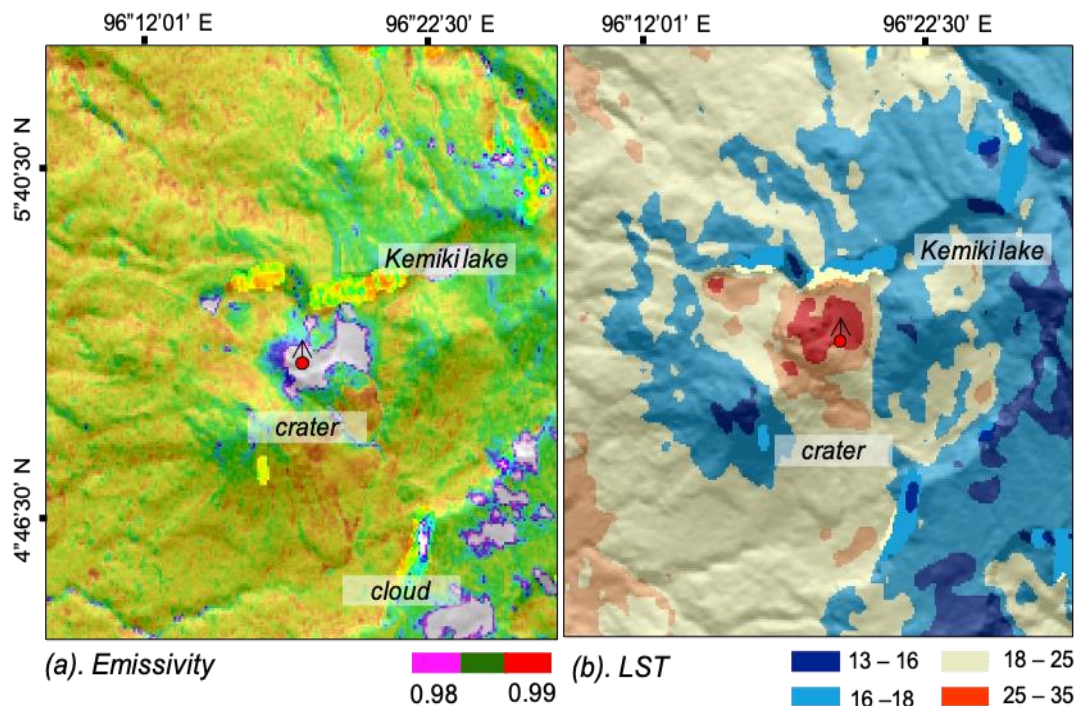 96°12’01’ E 96°22’30’ E 96°12’01’ E 96°22’30’ E
5°40’30’ N
4°46’30’ N
Kemiki lake
crater
cloud
Kemiki lake
crater
(a). Emissivity
0.98 0.99
(b). LST
13 – 16 18 – 25
16 –18 25 – 35